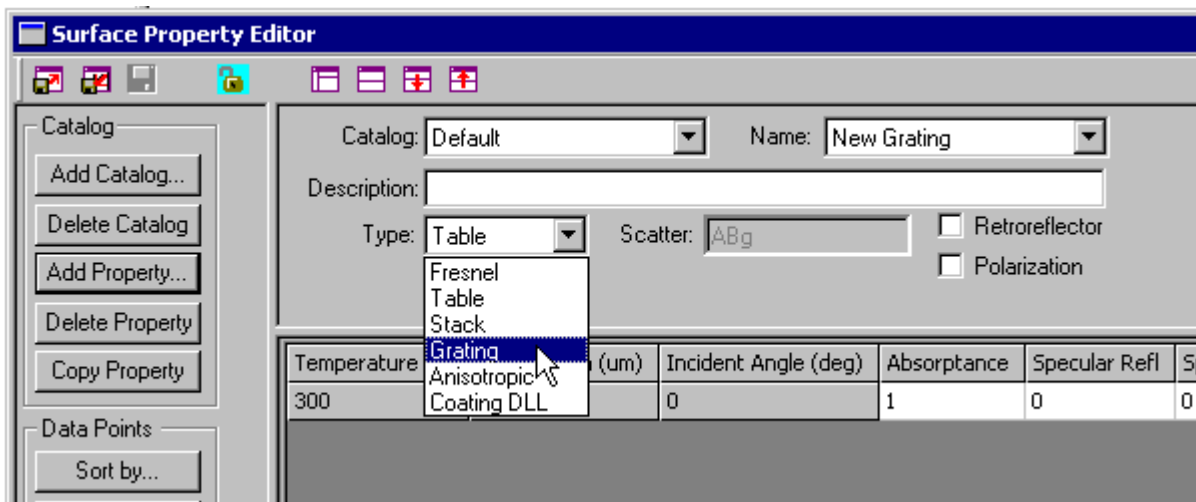 Surface Property Editor
Catalog
Add Catalog...
Delete Catalog
Add Property...
Delete Property
Copy Property
Data Points
Sort by...
Catalog: Default Name: New Grating
Description:
Type: Table Scatter: ABg Retroreflector
Polarization
Fresnel
Table
Stack
Grating
Anisotropic
Coating DLL
Temperature (um) Incident Angle (deg) Absorptance Specular Refl
300 0 1 0 0